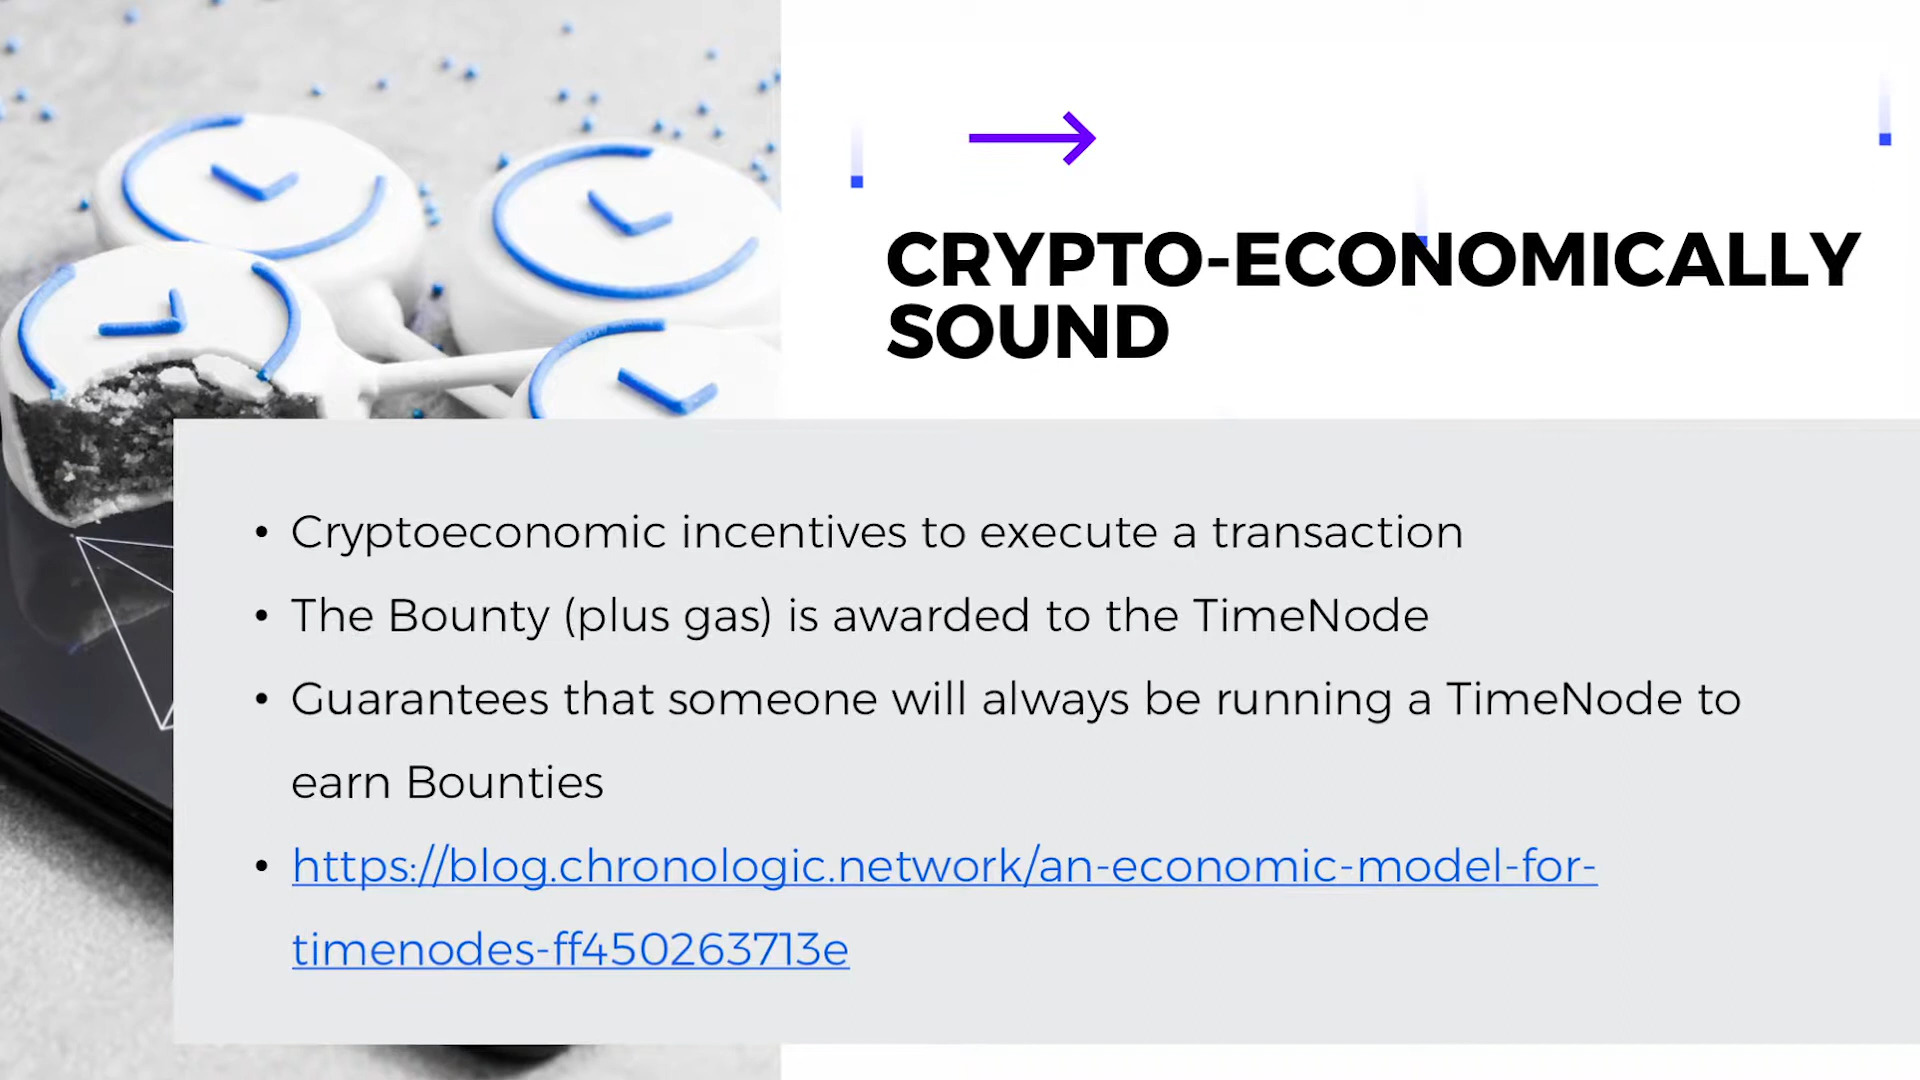 CRYPTO-ECONOMICALLY
SOUND
• Cryptoeconomic incentives to execute a transaction
• The Bounty (plus gas) is awarded to the TimeNode
• Guarantees that someone will always be running a TimeNode to
earn Bounties
• https://blog.chronologic.network/an-economic-model-for-
timenodes-ff450263713e